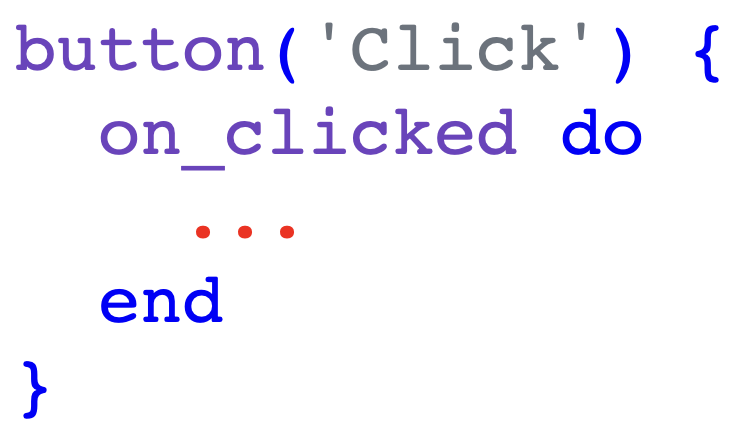 button('Click') {
  on_clicked do
    ...
  end
}